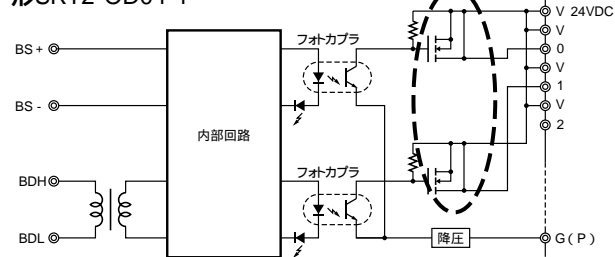 V 24VDC
フォトカプラ
V
BS +
0
V
1
BS -
V
内部回路
2
フォトカプラ
BDH
BDL
降圧
G ( P )